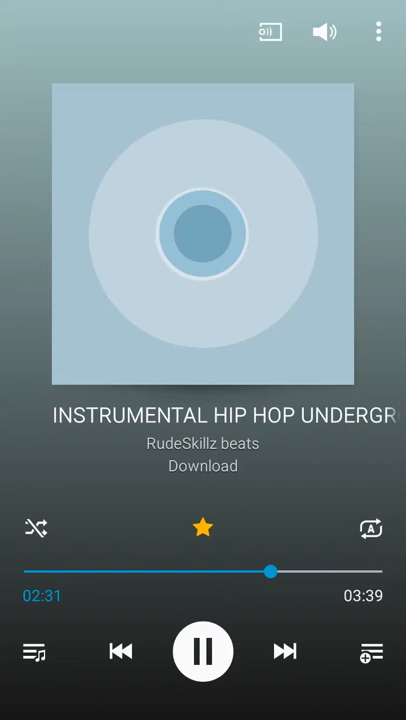 INSTRUMENTAL HIP HOP UNDERGR
RudeSkillz beats
Download
A
02:31
03:39